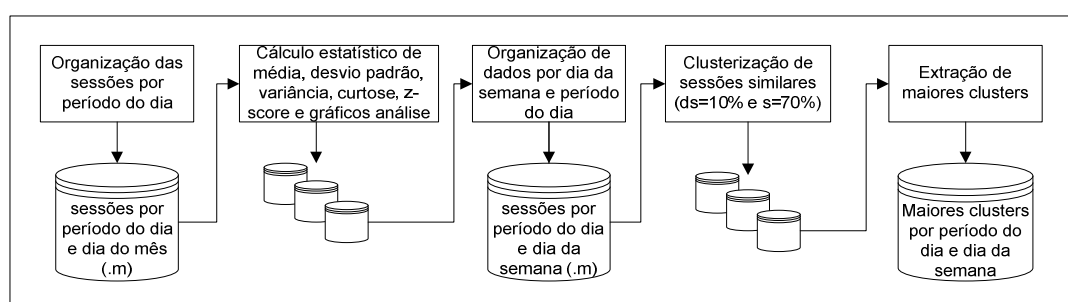 Organização das
sessões por
período do dia
Cálculo estatístico de
média, desvio padrão,
variância, curtose, z-
score e gráficos análise
Organização de
dados por dia da
semana e período
do dia
Clusterização de
sessões similares
(ds=10% e s=70%)
Extração de
maiores clusters
sessões por
período do dia
e dia do mês
(.m)
sessões por
período do dia
e dia da
semana (.m)
Maiores clusters
por período do
dia e dia da
semana